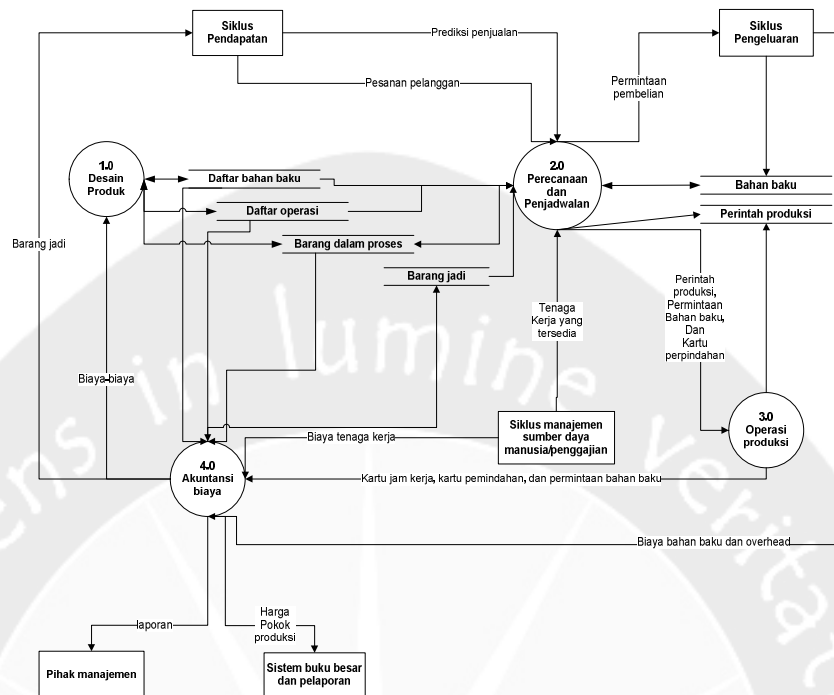 Siklus
Pendapatan
Prediksi penjualan
Siklus
Pengeluaran
Pesanan pelanggan
Permintaan
pembelian
1.0
Desain
Produk
Daftar bahan baku
2.0
Perecanaan
dan
Penjadwalan
Bahan baku
Daftar operasi
Perintah produksi
Barang jadi
Barang dalam proses
Barang jadi
Tenaga
Kerja yang
tersedia
Perintah
produksi,
Permintaan
Bahan baku,
Dan
Kartu
perpindahan
Biaya-biaya
Siklus manajemen
sumber daya
manusia/penggajian
3.0
Operasi
produksi
Biaya tenaga kerja
4.0
Akuntansi
biaya
Kartu jam kerja, kartu pemindahan, dan permintaan bahan baku
Biaya bahan baku dan overhead
laporan
Harga
Pokok
produksi
Pihak manajemen
Sistem buku besar
dan pelaporan
ens in lumine veritat